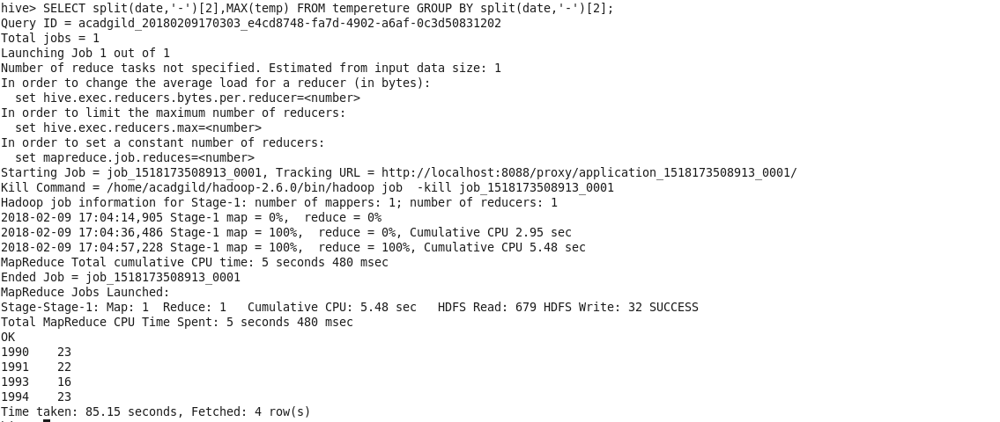 hive> SELECT split(date,'-')[2],MAX(temp) FROM tempereture GROUP BY split(date,'-')[2];
Query ID = acadgild_20180209170303_e4cd8748-fa7d-4902-a6af-0c3d50831202
Total jobs = 1
Launching Job 1 out of 1
Number of reduce tasks not specified. Estimated from input data size: 1
In order to change the average load for a reducer (in bytes):
  set hive.exec.reducers.bytes.per.reducer=<number>
In order to limit the maximum number of reducers:
  set hive.exec.reducers.max=<number>
In order to set a constant number of reducers:
  set mapreduce.job.reduces=<number>
Starting Job = job_1518173508913_0001, Tracking URL = http://localhost:8088/proxy/application_1518173508913_0001/
Kill Command = /home/acadgild/hadoop-2.6.0/bin/hadoop job  -kill job_1518173508913_0001
Hadoop job information for Stage-1: number of mappers: 1; number of reducers: 1
2018-02-09 17:04:14,905 Stage-1 map = 0%,  reduce = 0%
2018-02-09 17:04:36,486 Stage-1 map = 100%,  reduce = 0%, Cumulative CPU 2.95 sec
2018-02-09 17:04:57,228 Stage-1 map = 100%,  reduce = 100%, Cumulative CPU 5.48 sec
MapReduce Total cumulative CPU time: 5 seconds 480 msec
Ended Job = job_1518173508913_0001
MapReduce Jobs Launched:
Stage-Stage-1: Map: 1  Reduce: 1   Cumulative CPU: 5.48 sec   HDFS Read: 679 HDFS Write: 32 SUCCESS
Total MapReduce CPU Time Spent: 5 seconds 480 msec
OK
1990    23
1991    22
1993    16
1994    23
Time taken: 85.15 seconds, Fetched: 4 row(s)